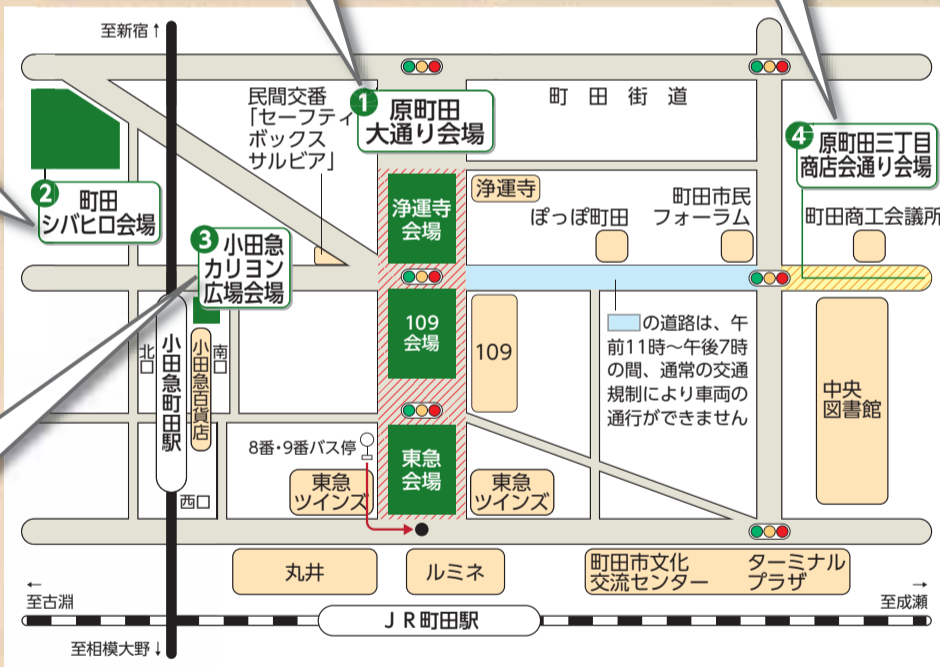 至新宿↑
民間交番
「セーフティ
ボックス
サルビア」
1
原町田
大通り会場
町田街道
4
原町田三丁目
商店会通り会場
2
町田
シバヒロ会場
浄運寺
会場
浄運寺
ぽっぽ町田
町田市民
フォーラム
町田商工会議所
3
小田急
カリヨン
広場会場
109
会場
109
の道路は、午
前11時〜午後7時
の間、通常の交通
規制により車両の
通行ができません
中央
図書館
北口
小田急町田駅
小田急百貨店
南口
西口
8番・9番バス停
東急
ツインズ
東急
会場
東急
ツインズ
丸井
ルミネ
町田市文化
交流センター
ターミナル
プラザ
←
至古淵
JR町田駅
→
至成瀬
至相模大野↓